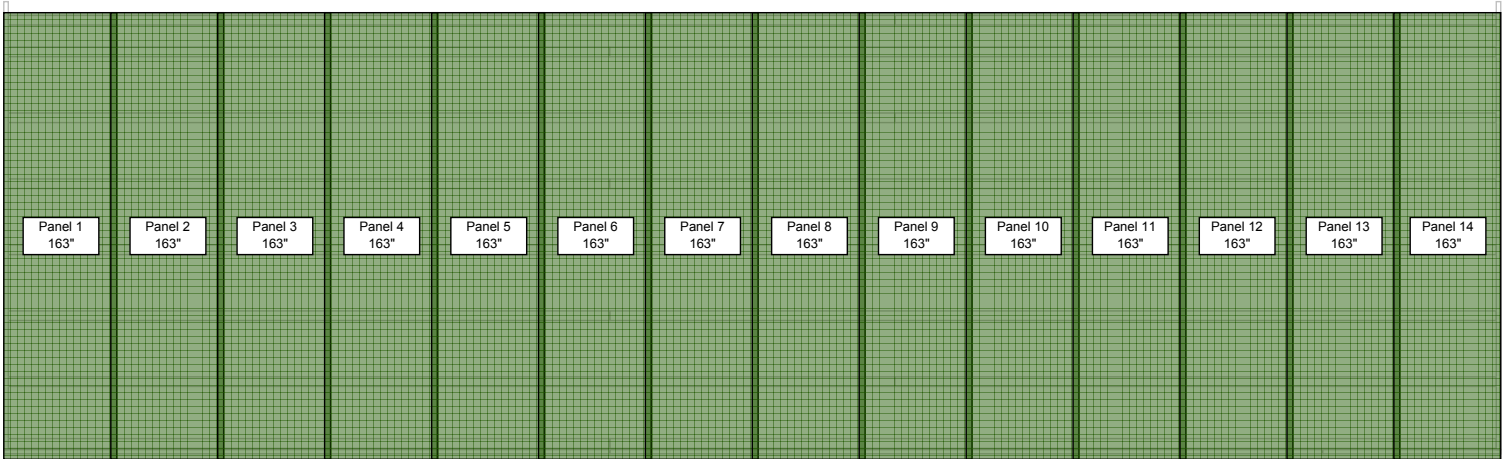 Panel 1
163"
Panel 2
163"
Panel 3
163"
Panel 4
163"
Panel 5
163"
Panel 6
163"
Panel 7
163"
Panel 8
163"
Panel 9
163"
Panel 10
163"
Panel 11
163"
Panel 12
163"
Panel 13
163"
Panel 14
163"